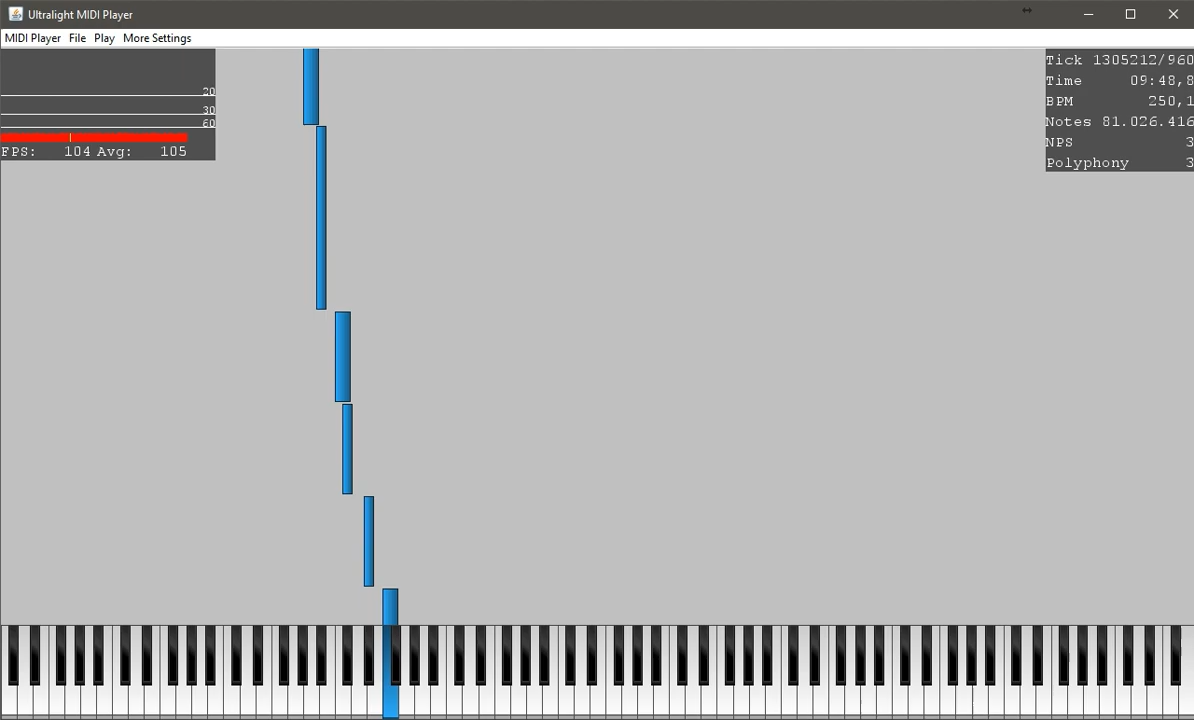 Ultralight MIDI Player
MIDI Player File Play More Settings
20
30
60
FPS: 104 Avg: 105
Tick 1305212/960
Time 09:48,8
BPM 250,1
Notes 81.026.416
NPS 3
Polyphony 3